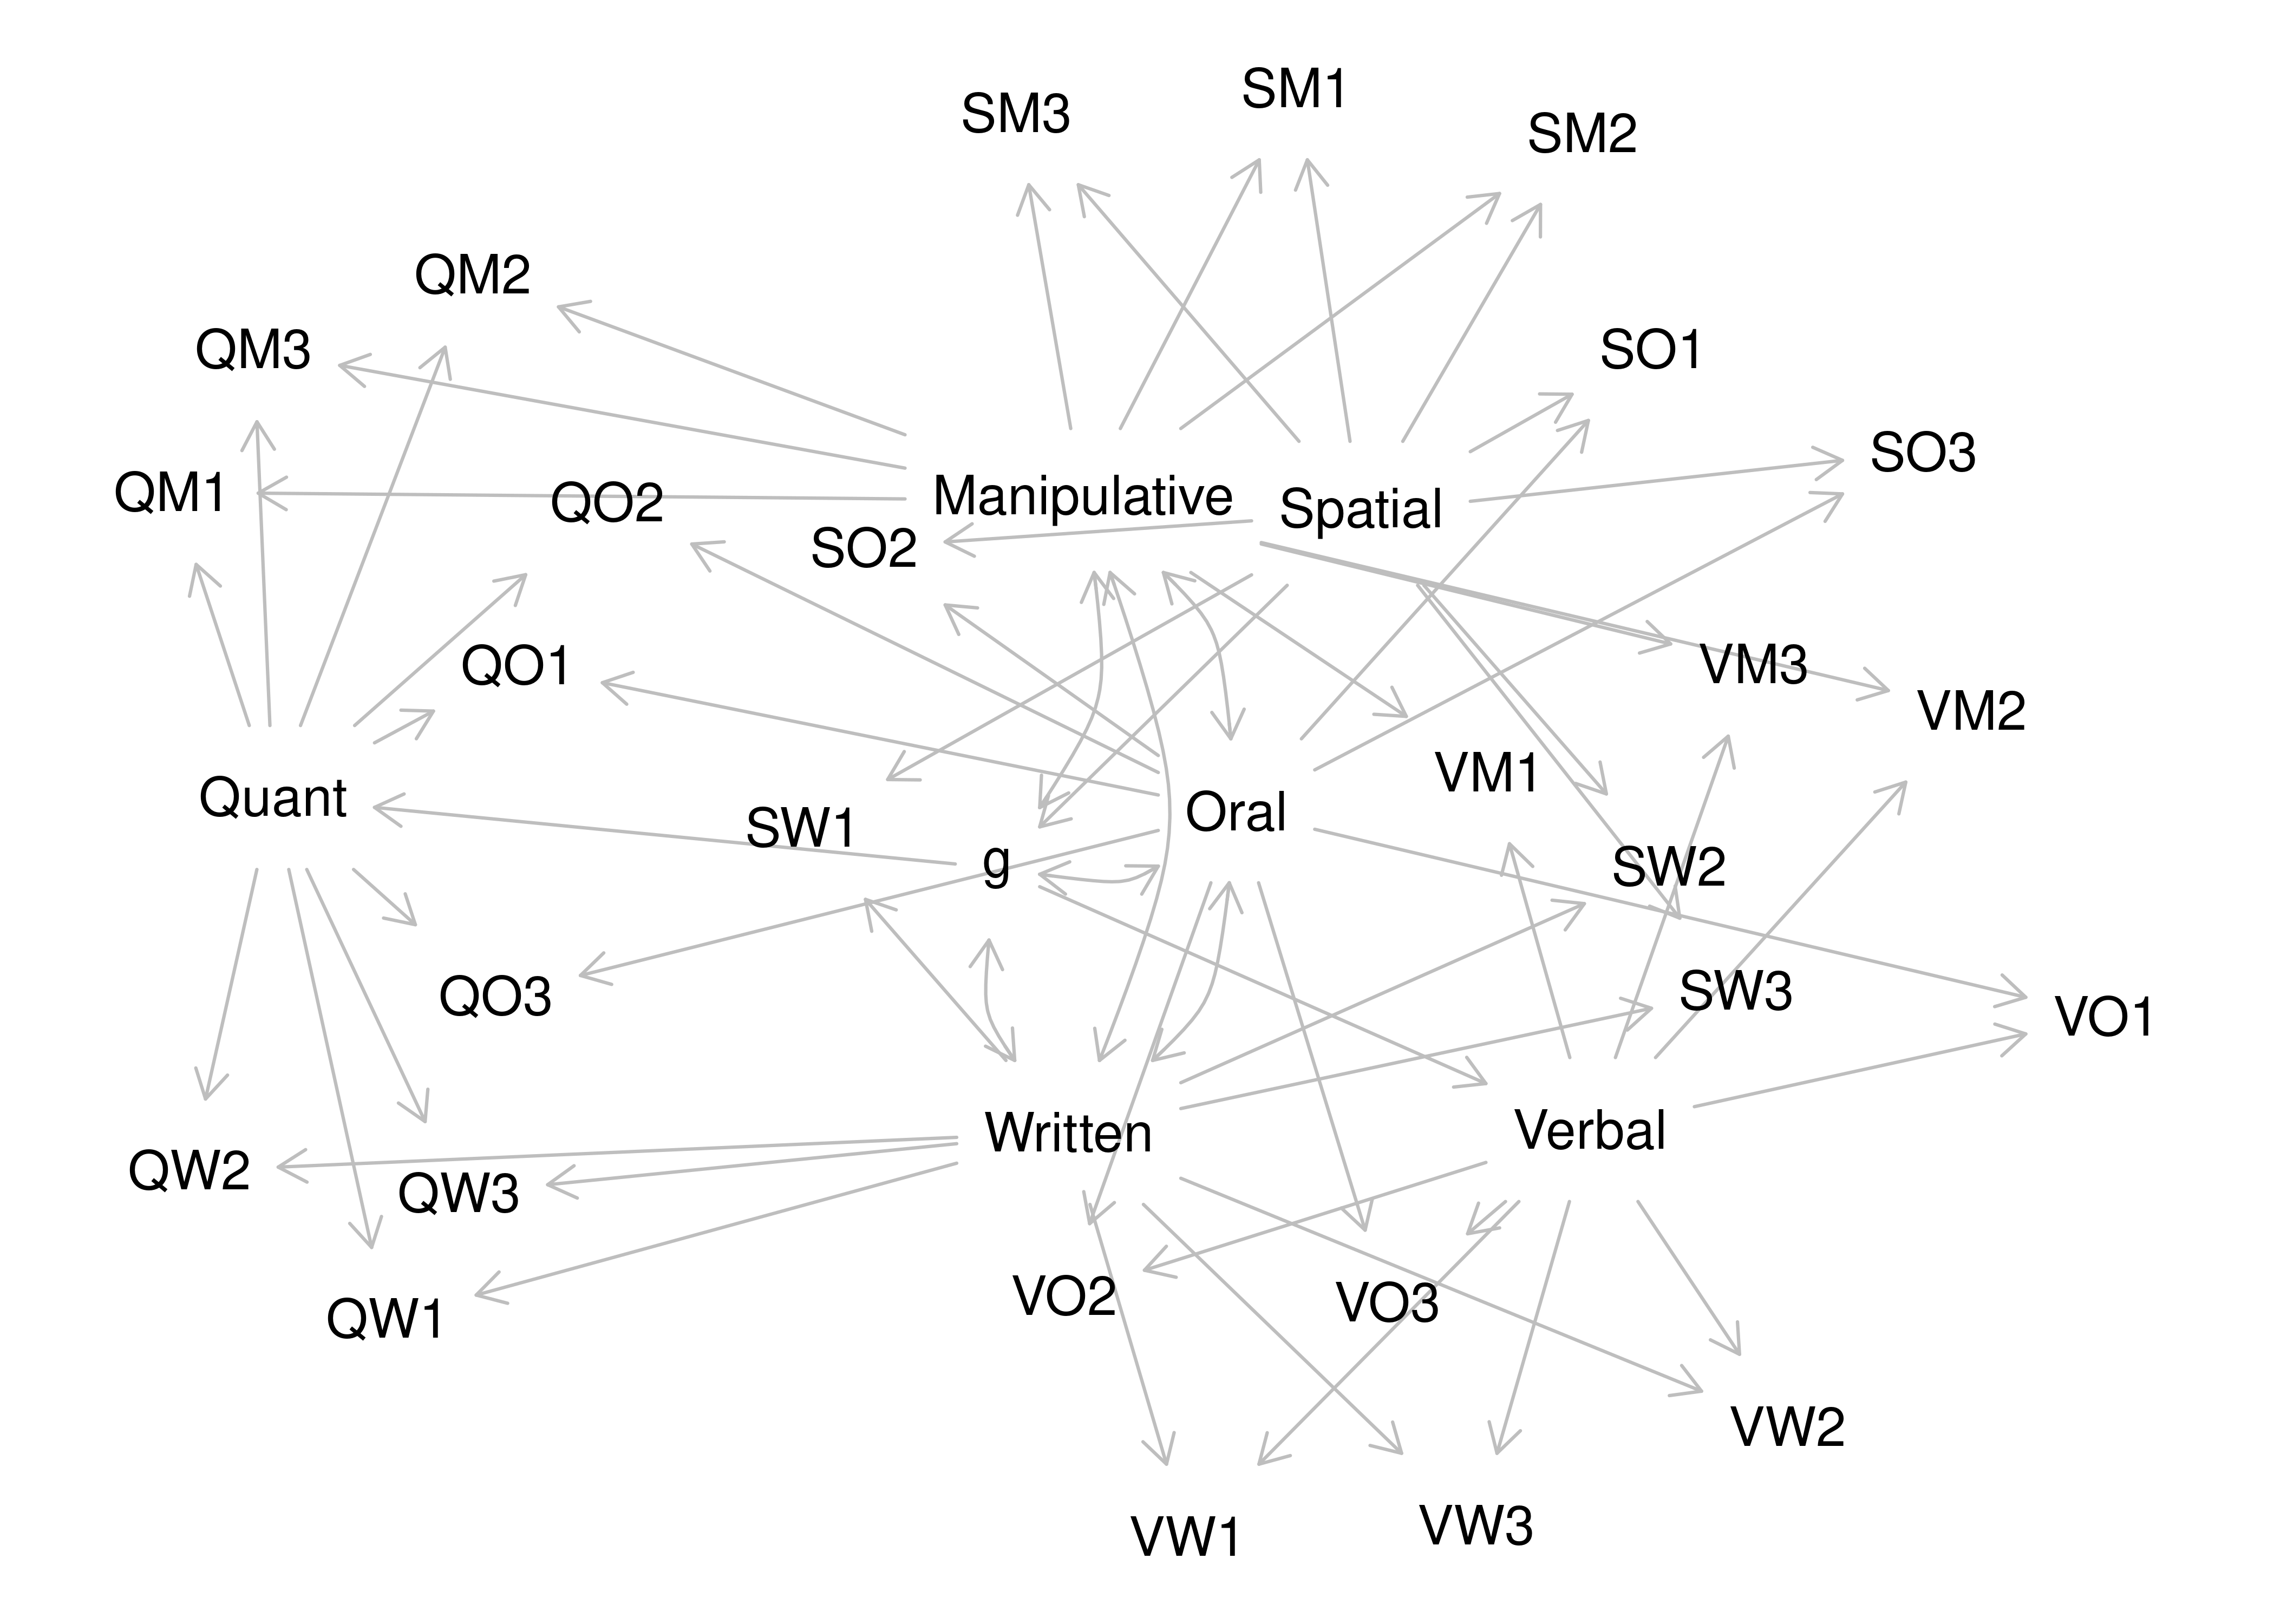 SM1
SM3
SM2
QM2
QM3
SO1
SO3
QM1
QO2
Manipulative
Spatial
SO2
QO1
VM3
VM2
VM1
Quant
Oral
SW1
g
SW2
SW3
QO3
VO1
Written
Verbal
QW2
QW3
VO2
VO3
QW1
VW2
VW3
VW1